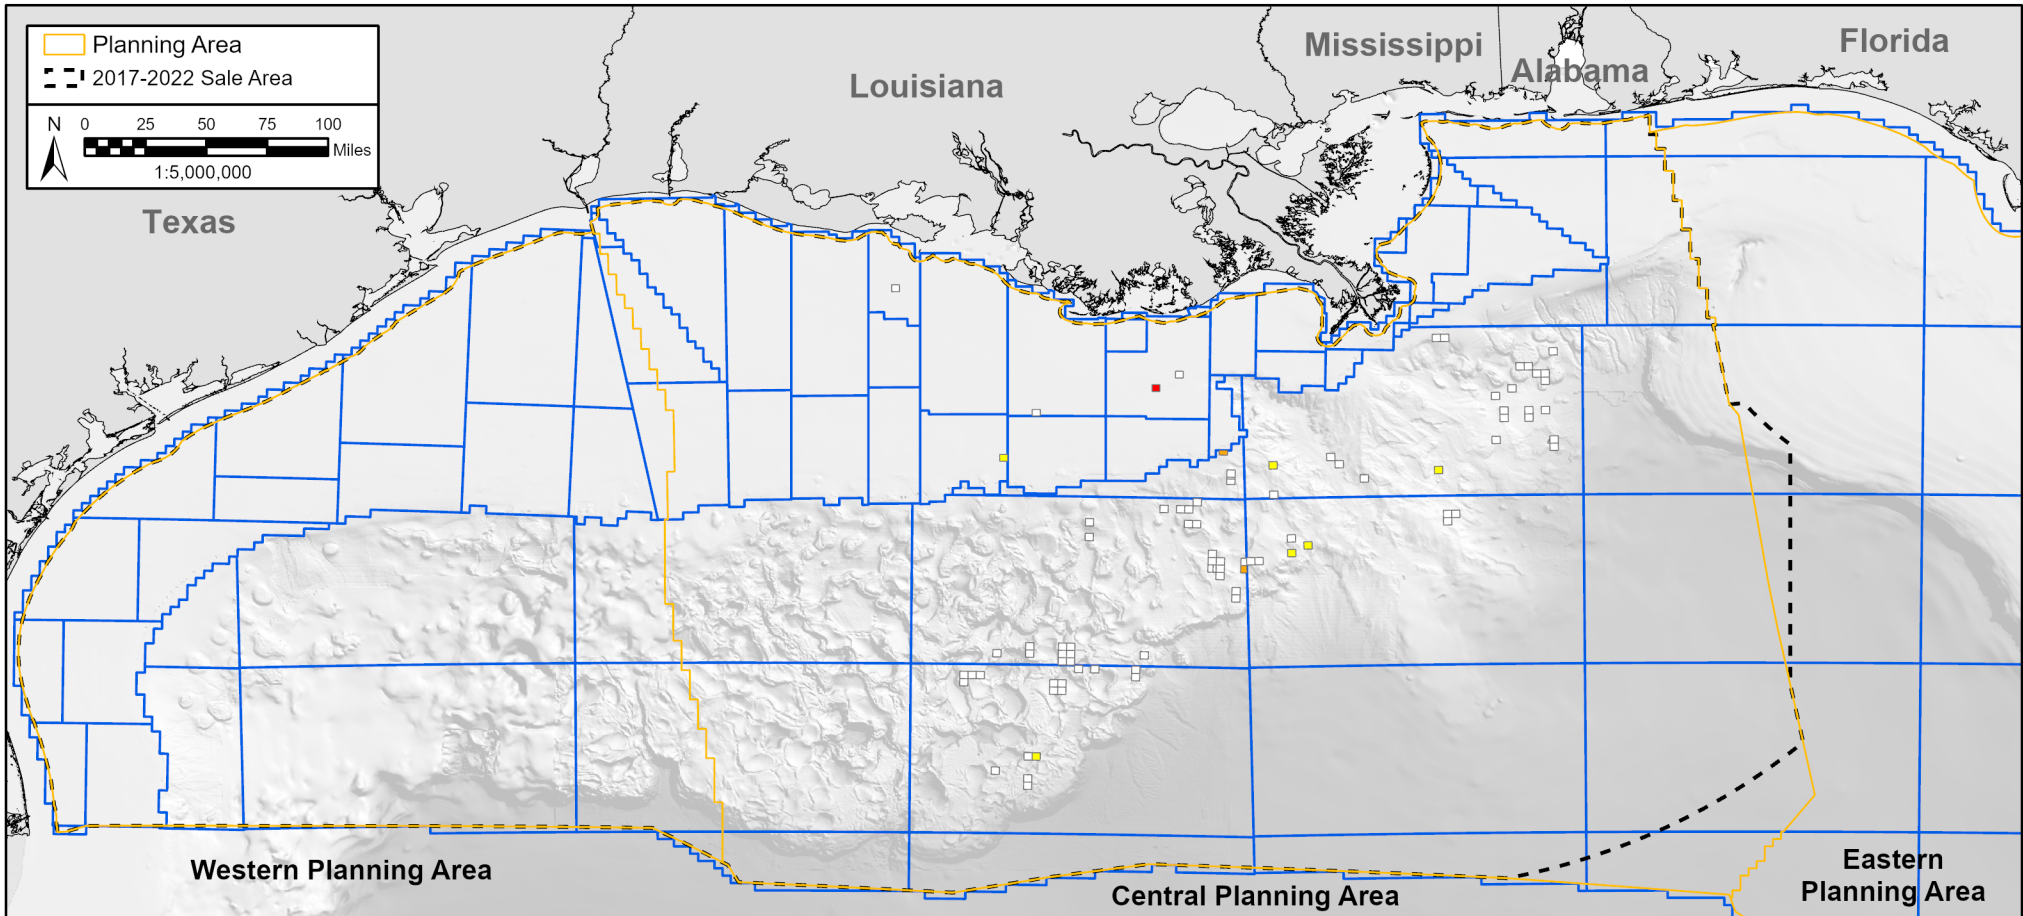 Planning Area
2017-2022 Sale Area
N
0 25 50 75 100
Miles
1:5,000,000
Texas
Louisiana
Mississippi
Alabama
Florida
Western Planning Area
Central Planning Area
Eastern
Planning Area